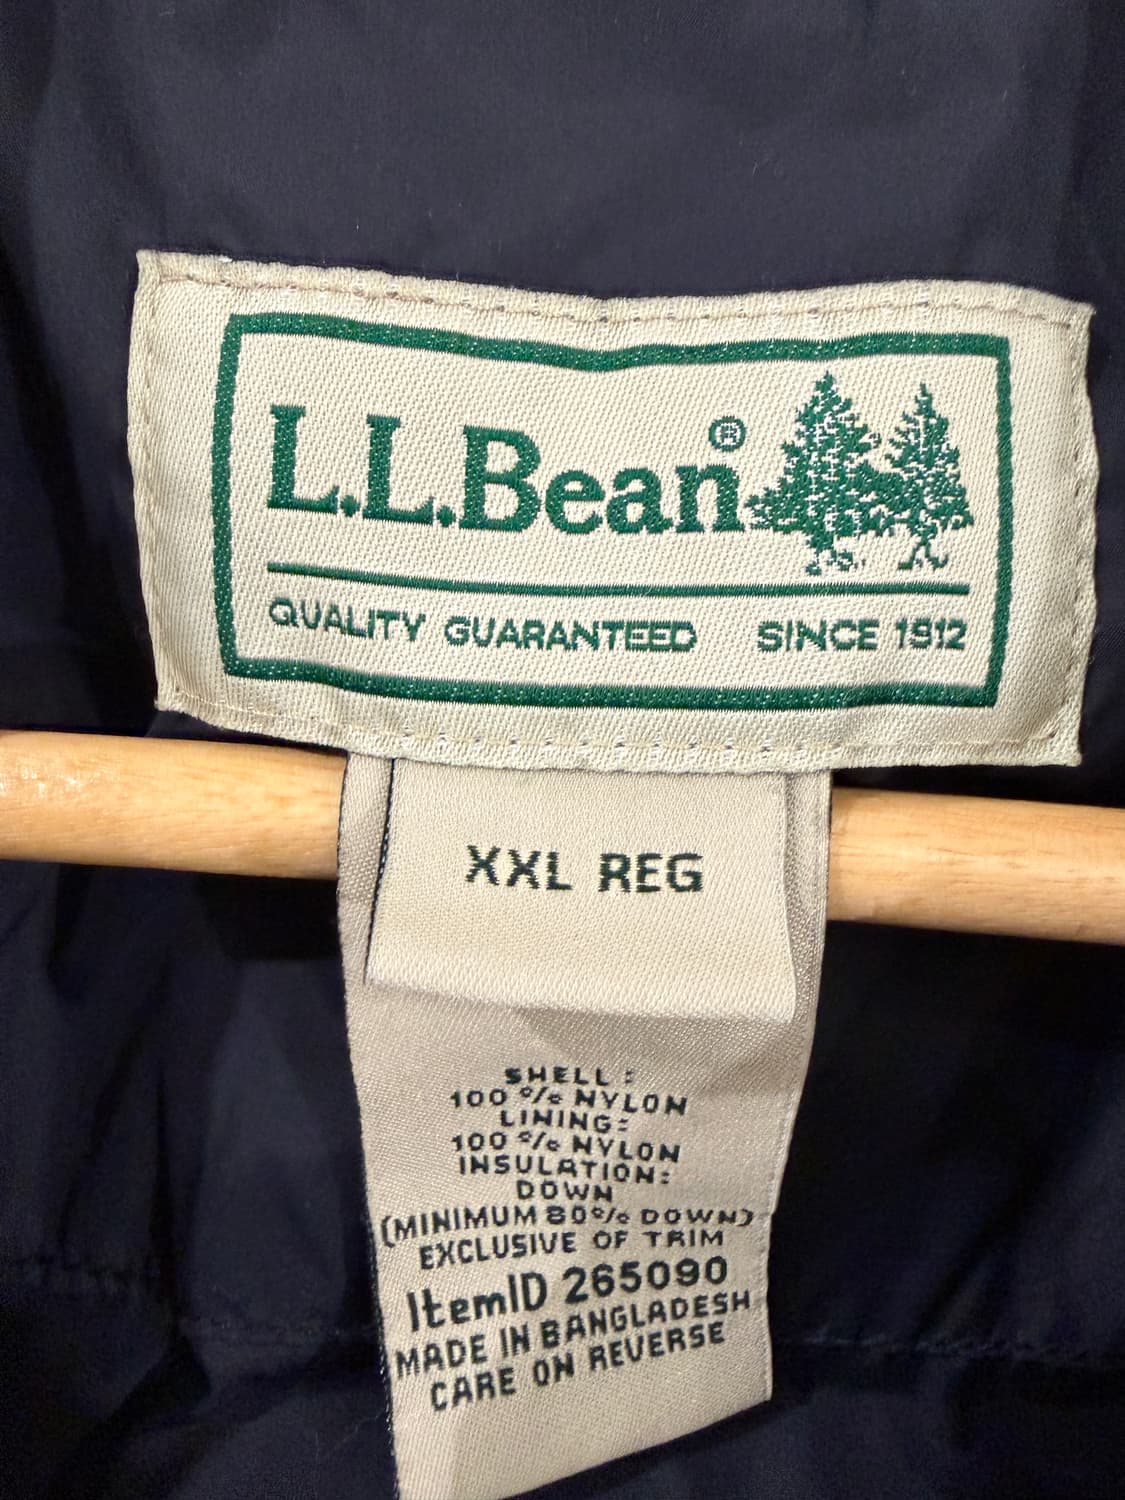 L.L.Bean®
QUALITY GUARANTEED SINCE 1912
XXL REG
SHELL:
100% NYLON
LINING:
100% NYLON
INSULATION:
DOWN
(MINIMUM 80% DOWN)
EXCLUSIVE OF TRIM
ItemID 265090
MADE IN BANGLADESH
CARE ON REVERSE